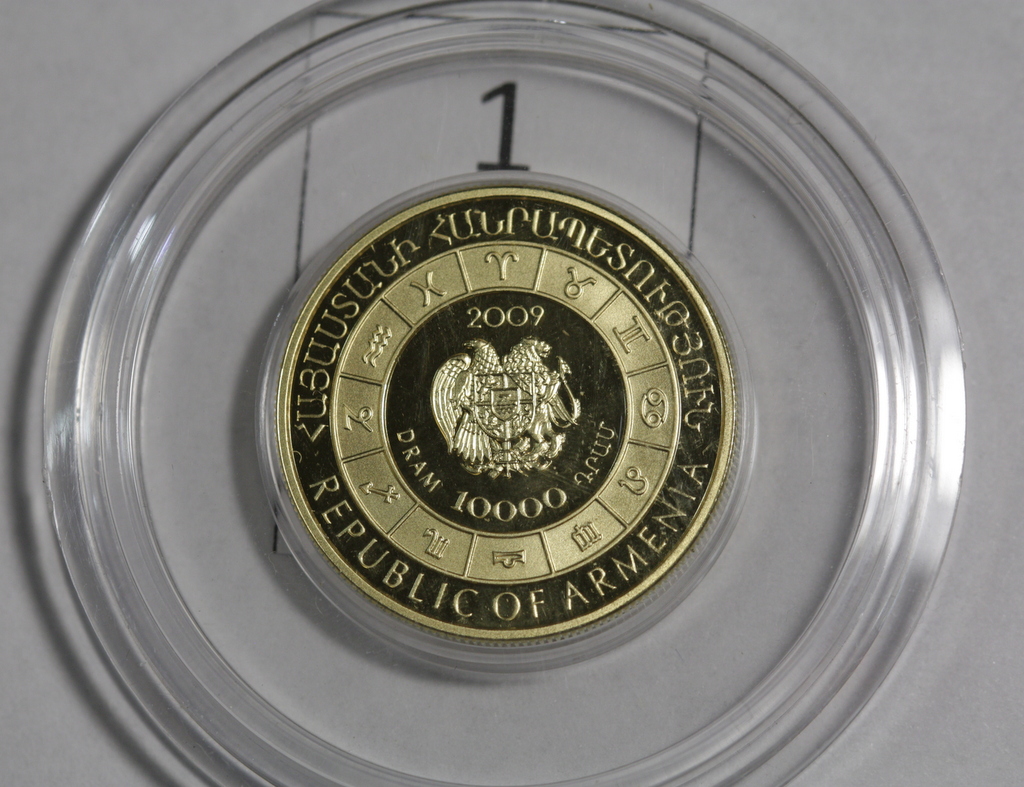 1
ՀԱՅԱՍՏԱՆԻ ՀԱՆՐԱՊԵՏՈՒԹՅՈՒՆ
2009
DRAM 10000 ԴՐԱՄ
REPUBLIC OF ARMENIA